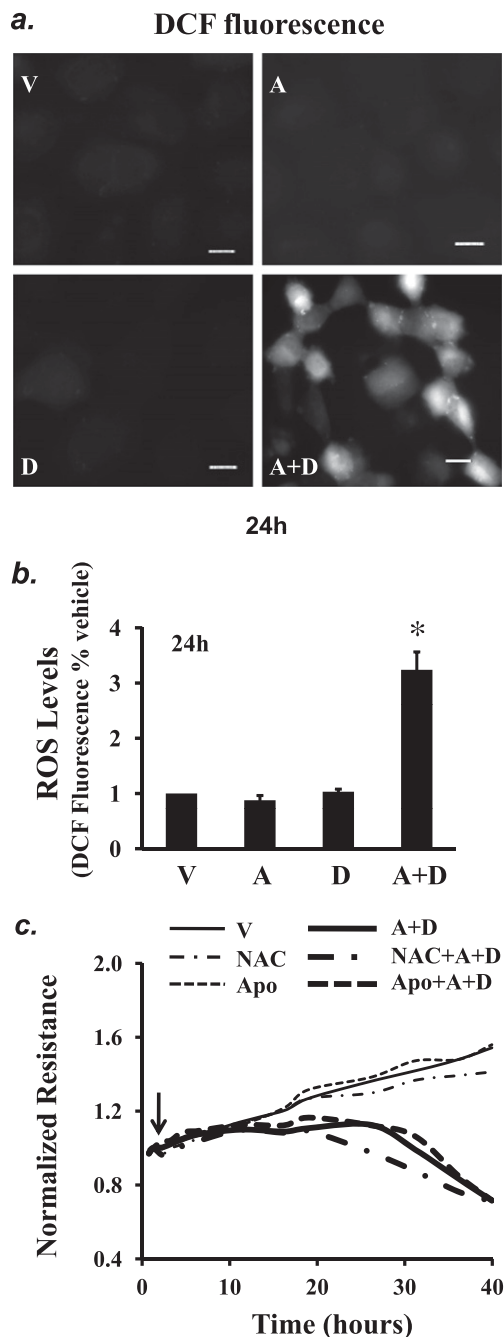 a. DCF fluorescence
V
A
D
A+D
24h
b.
ROS Levels
(DCF Fluorescence % vehicle)
4
3
2
1
0
24h
*
V A D A+D
c.
V A+D
NAC NAC+A+D
Apo Apo+A+D
Normalized Resistance
2.0
1.6
1.2
0.8
0.4
0 10 20 30 40
Time (hours)